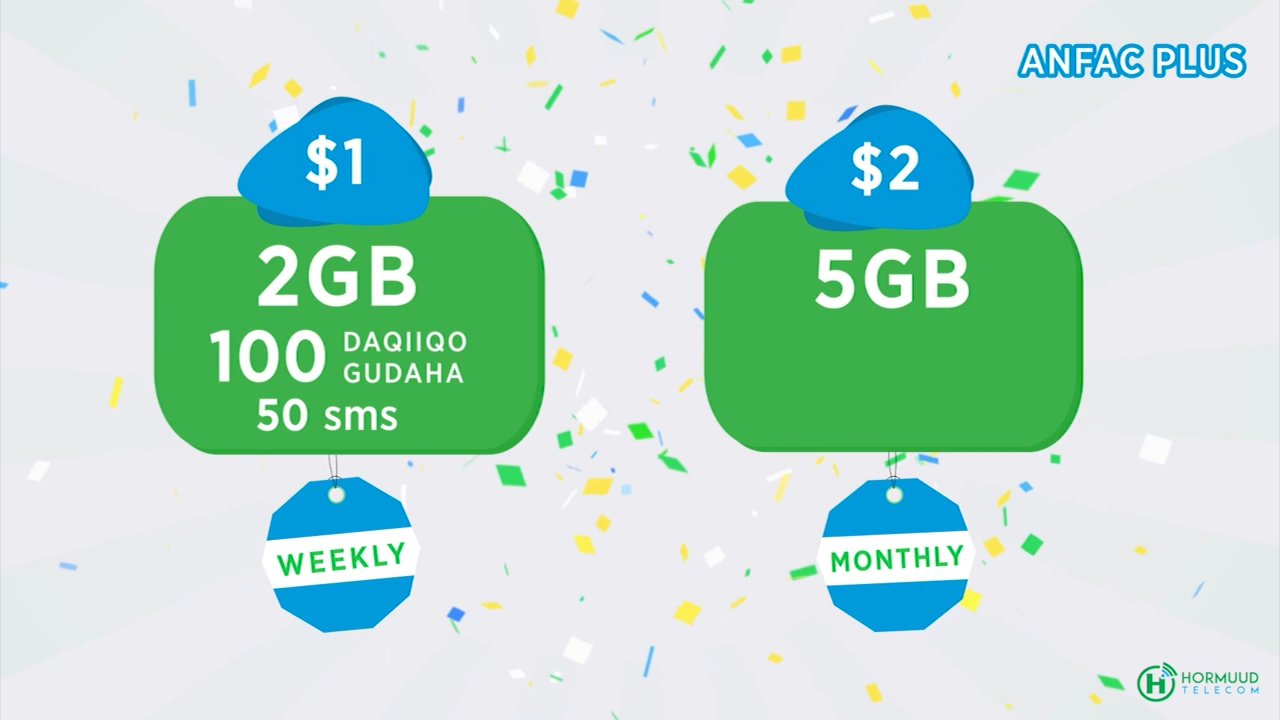 ANFAC PLUS
$1
2GB
100 DAQIIQO
GUDAHA
50 sms
WEEKLY
$2
5GB
MONTHLY
HORMUUD
TELECOM